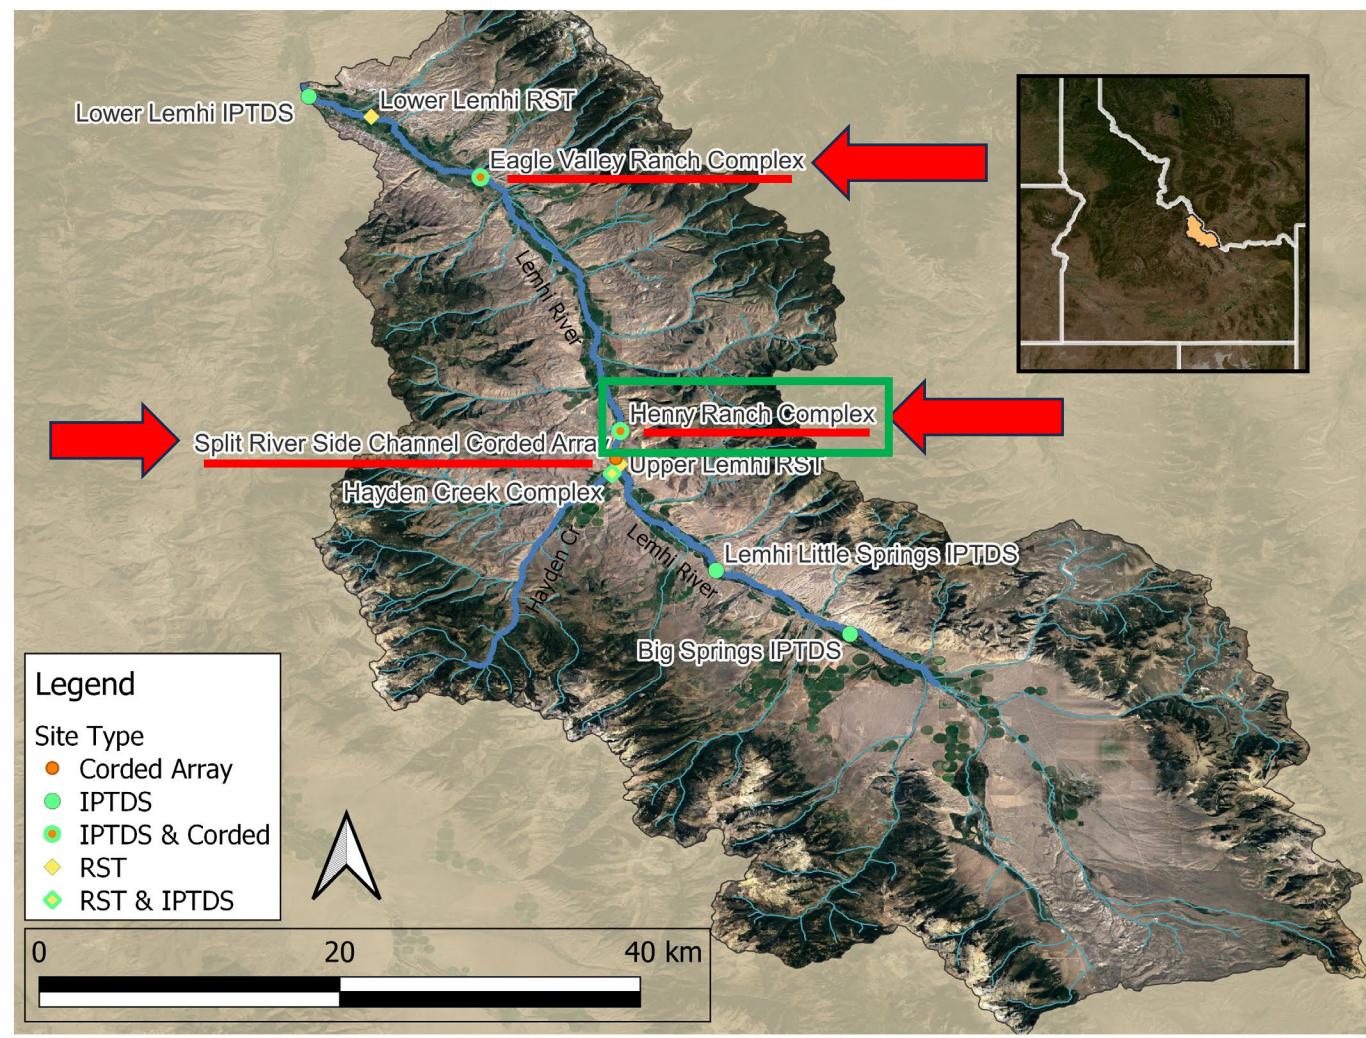 Lower Lemhi IPTDS
Lower Lemhi RST
Eagle Valley Ranch Complex
Lemhi River
Henry Ranch Complex
Split River Side Channel Corded Array
Upper Lemhi RST
Hayden Creek Complex
Hayden Cr
Lemhi River
Lemhi Little Springs IPTDS
Big Springs IPTDS
Legend
Site Type
Corded Array
IPTDS
IPTDS & Corded
RST
RST & IPTDS
0 20 40 km